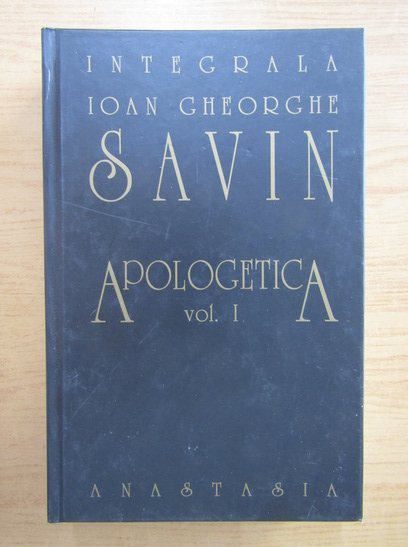 INTEGRALA
IOAN GHEORGHE
SAVIN
APOLOGETICA
vol. I
ANASTASIA